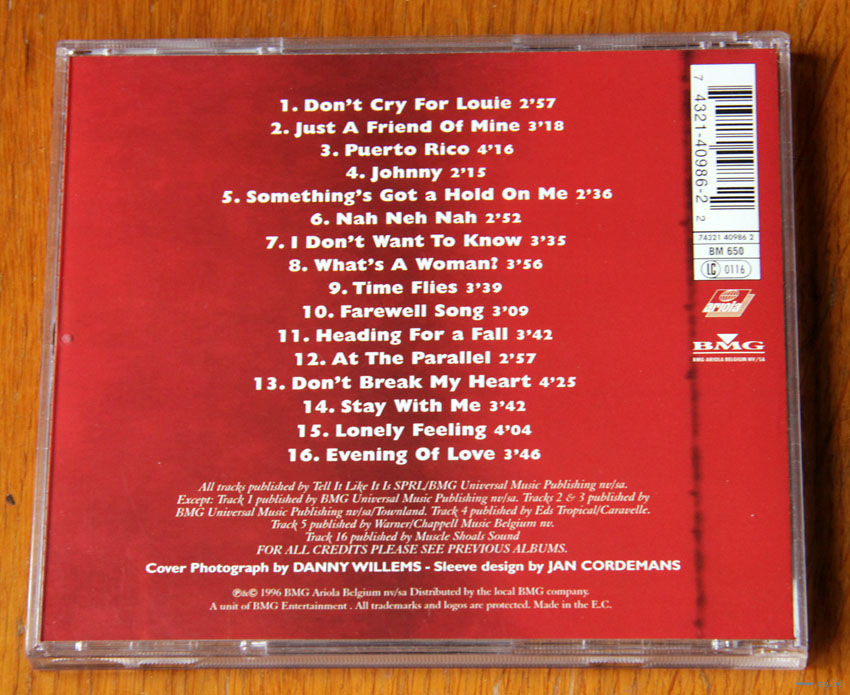 1. Don't Cry For Louie 2'57
2. Just A Friend Of Mine 3'18
3. Puerto Rico 4'16
4. Johnny 2'15
5. Something's Got a Hold On Me 2'36
6. Nah Neh Nah 2'52
7. I Don't Want To Know 3'35
8. What's A Woman? 3'56
9. Time Flies 3'39
10. Farewell Song 3'09
11. Heading For a Fall 3'42
12. At The Parallel 2'57
13. Don't Break My Heart 4'25
14. Stay With Me 3'42
15. Lonely Feeling 4'04
16. Evening Of Love 3'46
All tracks published by Tell It Like It Is SPRL/BMG Universal Music Publishing nv/sa.
Except: Track 1 published by BMG Universal Music Publishing nv/sa. Tracks 2 & 3 published by
BMG Universal Music Publishing nv/sa/Townland. Track 4 published by Eds Tropical/Caravelle.
Track 5 published by Warner/Chappell Music Belgium nv.
Track 16 published by Muscle Shoals Sound
FOR ALL CREDITS PLEASE SEE PREVIOUS ALBUMS.
Cover Photograph by DANNY WILLEMS - Sleeve design by JAN CORDEMANS
℗&© 1996 BMG Ariola Belgium nv/sa Distributed by the local BMG company.
A unit of BMG Entertainment . All trademarks and logos are protected. Made in the E.C.
7 4321-40986-2 2
74321 40986 2
BM 650
LC 0116
ariola
BMG
BMG-ARIOLA BELGIUM NV/SA